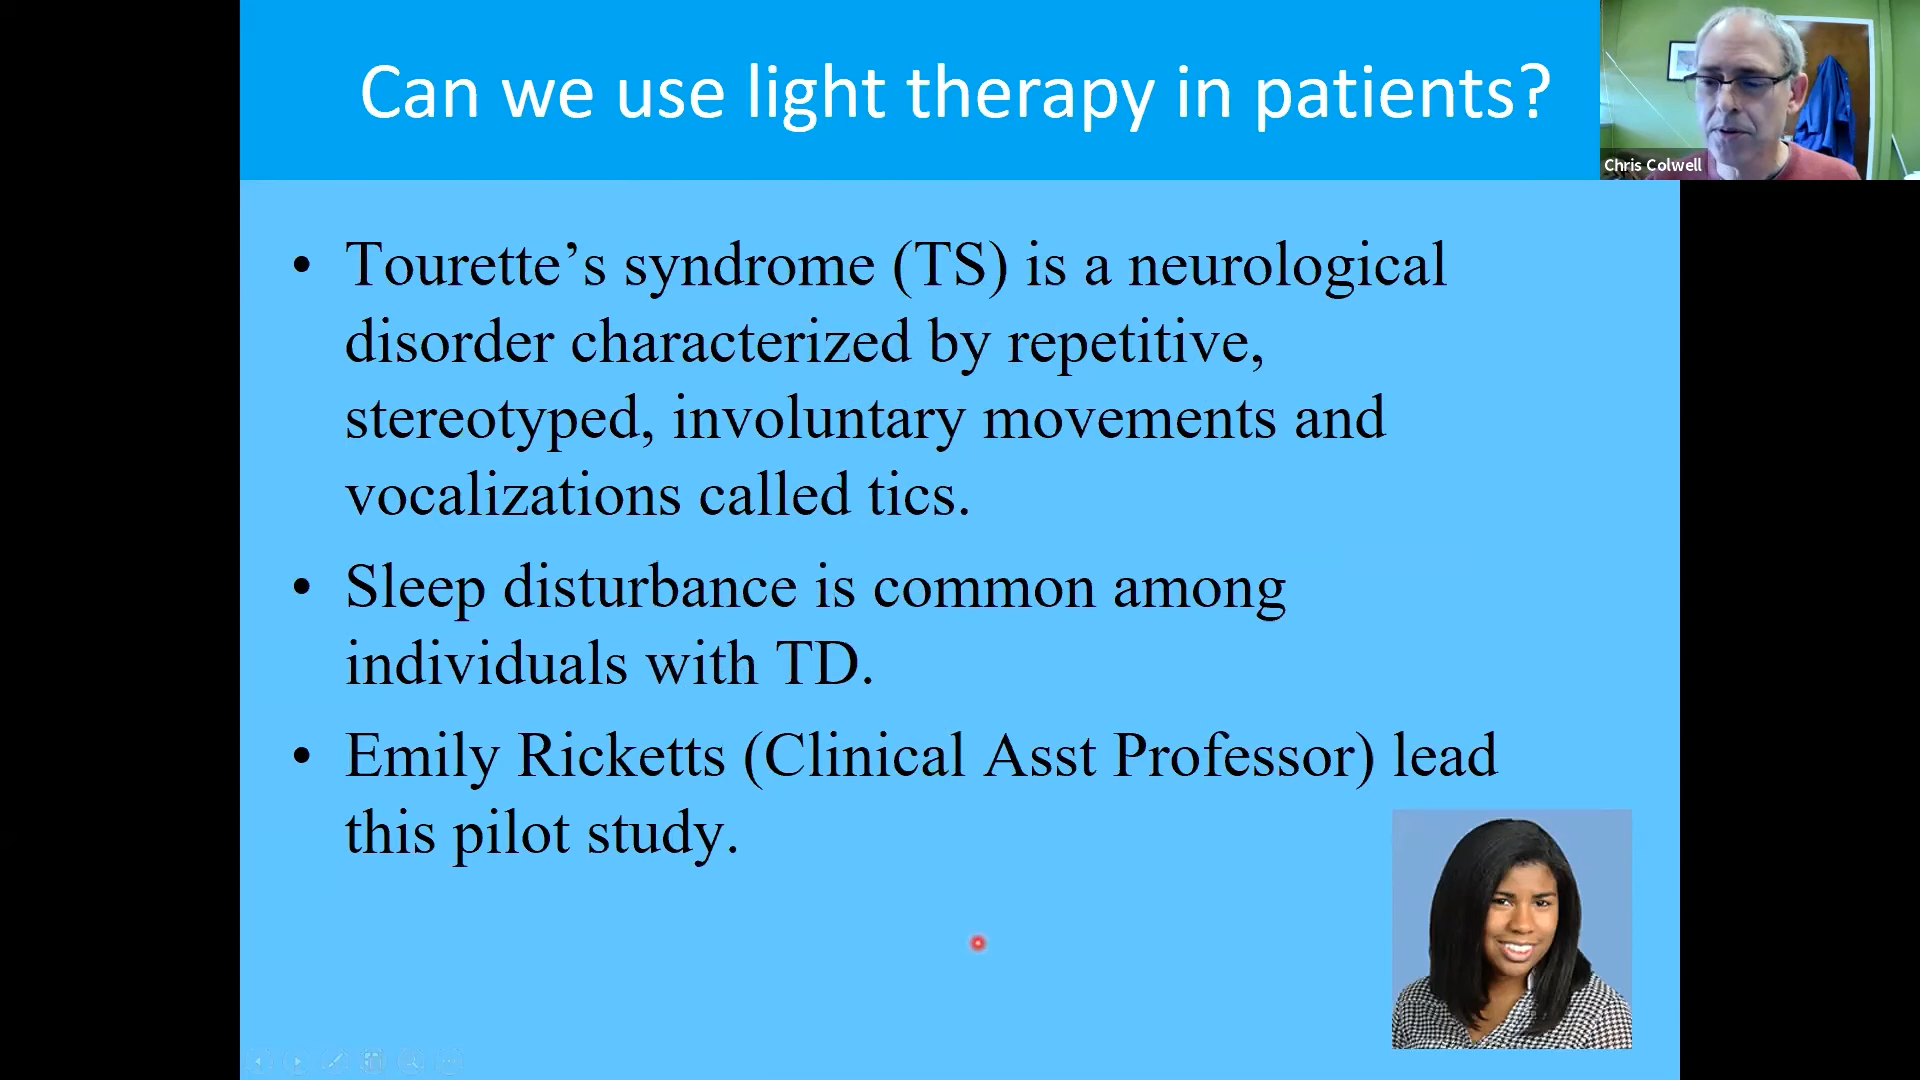 Can we use light therapy in patients?
Chris Colwell
• Tourette’s syndrome (TS) is a neurological
disorder characterized by repetitive,
stereotyped, involuntary movements and
vocalizations called tics.
• Sleep disturbance is common among
individuals with TD.
• Emily Ricketts (Clinical Asst Professor) lead
this pilot study.